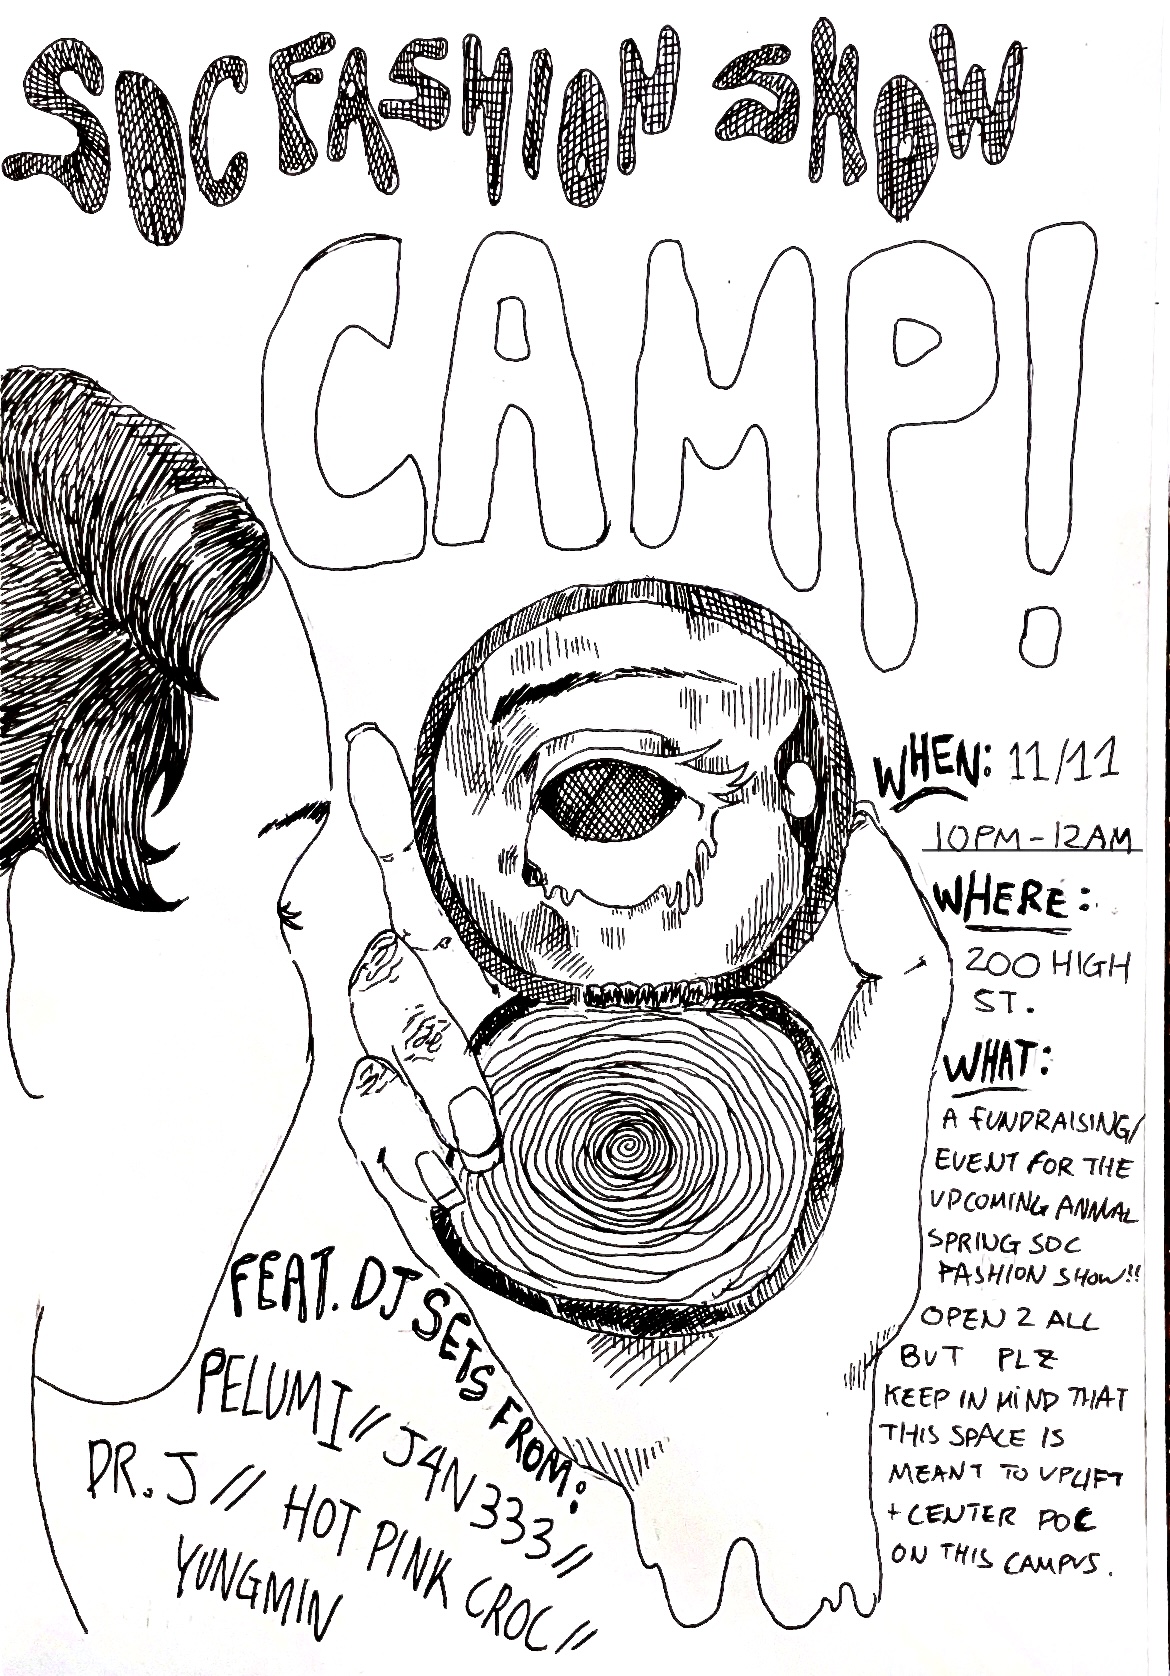 SOC FASHION SHOW
CAMP!
WHEN: 11/11
10PM-12AM
WHERE:
200 HIGH
ST.
WHAT:
A FUNDRAISING
EVENT FOR THE
UPCOMING ANNUAL
SPRING SOC
FASHION SHOW!!
OPEN 2 ALL
BUT PLZ
KEEP IN MIND THAT
THIS SPACE IS
MEANT TO UPLIFT
+ CENTER POC
ON THIS CAMPUS.
FEAT. DJ SETS FROM:
PELUMI // J4N333 //
DR. J // HOT PINK CROC //
YUNGMIN